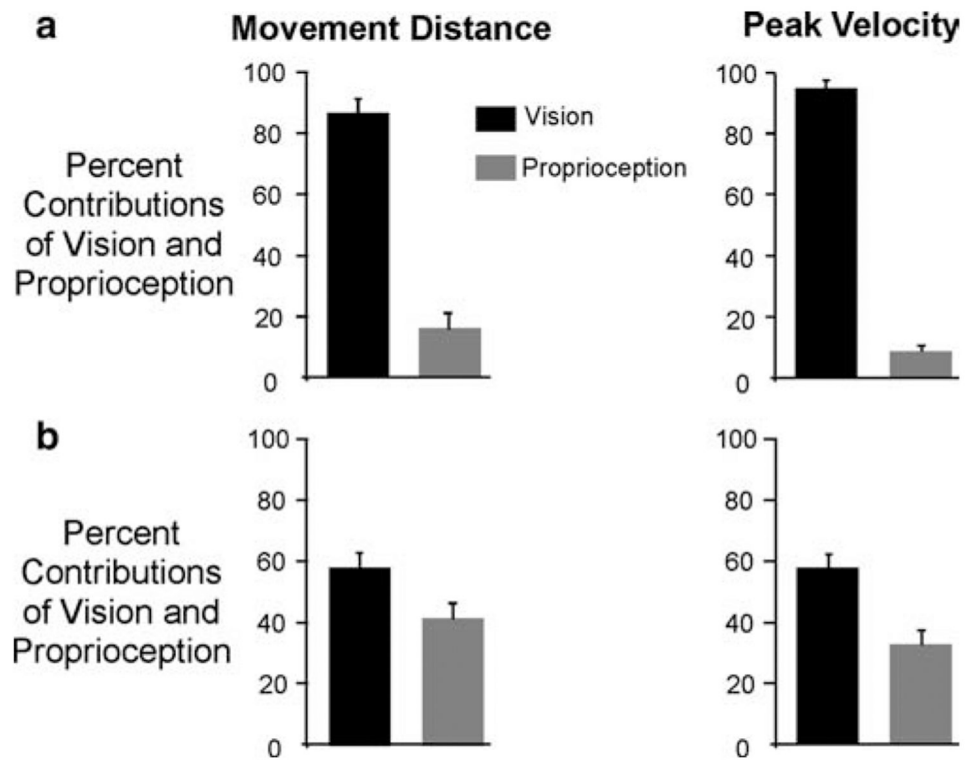 a
Movement Distance
Peak Velocity
100
80
60
40
20
0
Vision
Proprioception
100
80
60
40
20
0
Percent
Contributions
of Vision and
Proprioception
b
100
80
60
40
20
0
100
80
60
40
20
0
Percent
Contributions
of Vision and
Proprioception